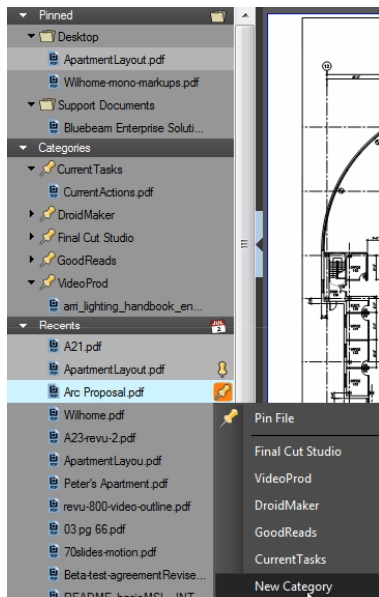 Pinned
Desktop
ApartmentLayout.pdf
Wilhome-mono-markups.pdf
Support Documents
Bluebeam Enterprise Soluti...
Categories
CurrentTasks
CurrentActions.pdf
DroidMaker
Final Cut Studio
GoodReads
VideoProd
arri_lighting_handbook_en...
Recents
A21.pdf
ApartmentLayout.pdf
Arc Proposal.pdf
Wilhome.pdf
A23-revu-2.pdf
ApartmentLayou.pdf
Peter's Apartment.pdf
revu-800-video-outline.pdf
03 pg 66.pdf
70slides-motion.pdf
Beta-test-agreementRevise...
Pin File
Final Cut Studio
VideoProd
DroidMaker
GoodReads
CurrentTasks
New Category